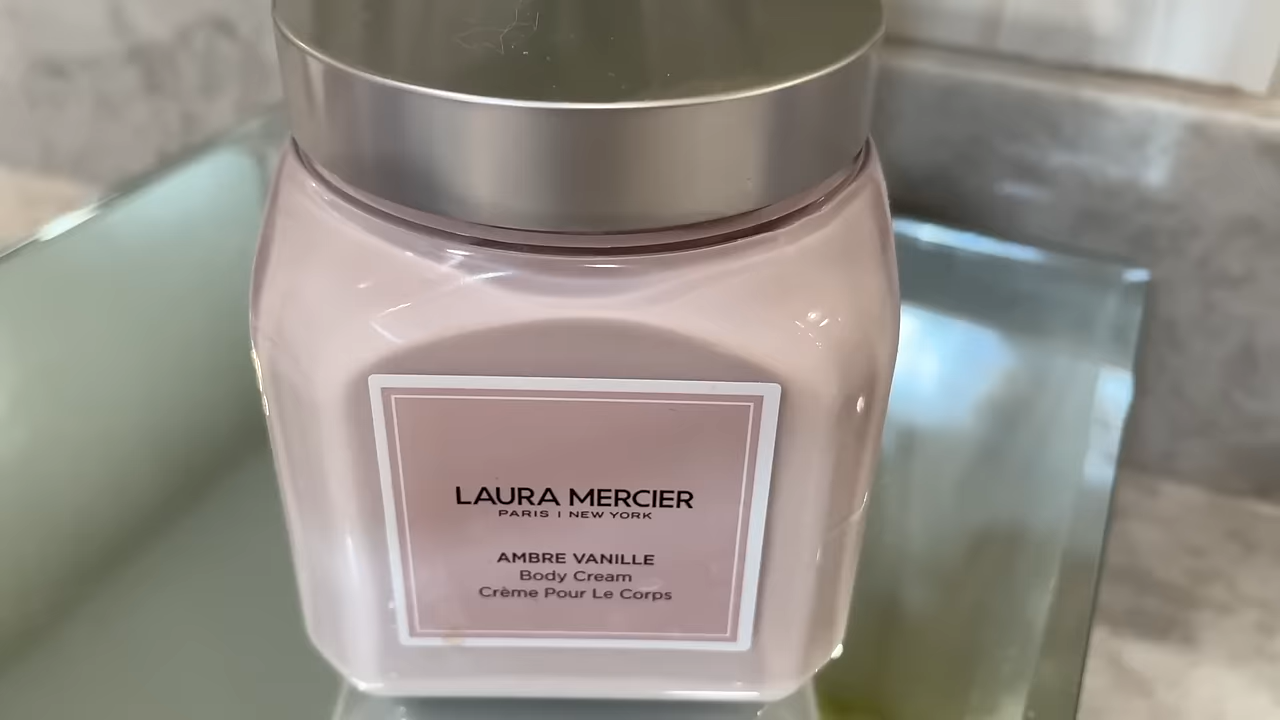 LAURA MERCIER
PARIS | NEW YORK
AMBRE VANILLE
Body Cream
Crème Pour Le Corps